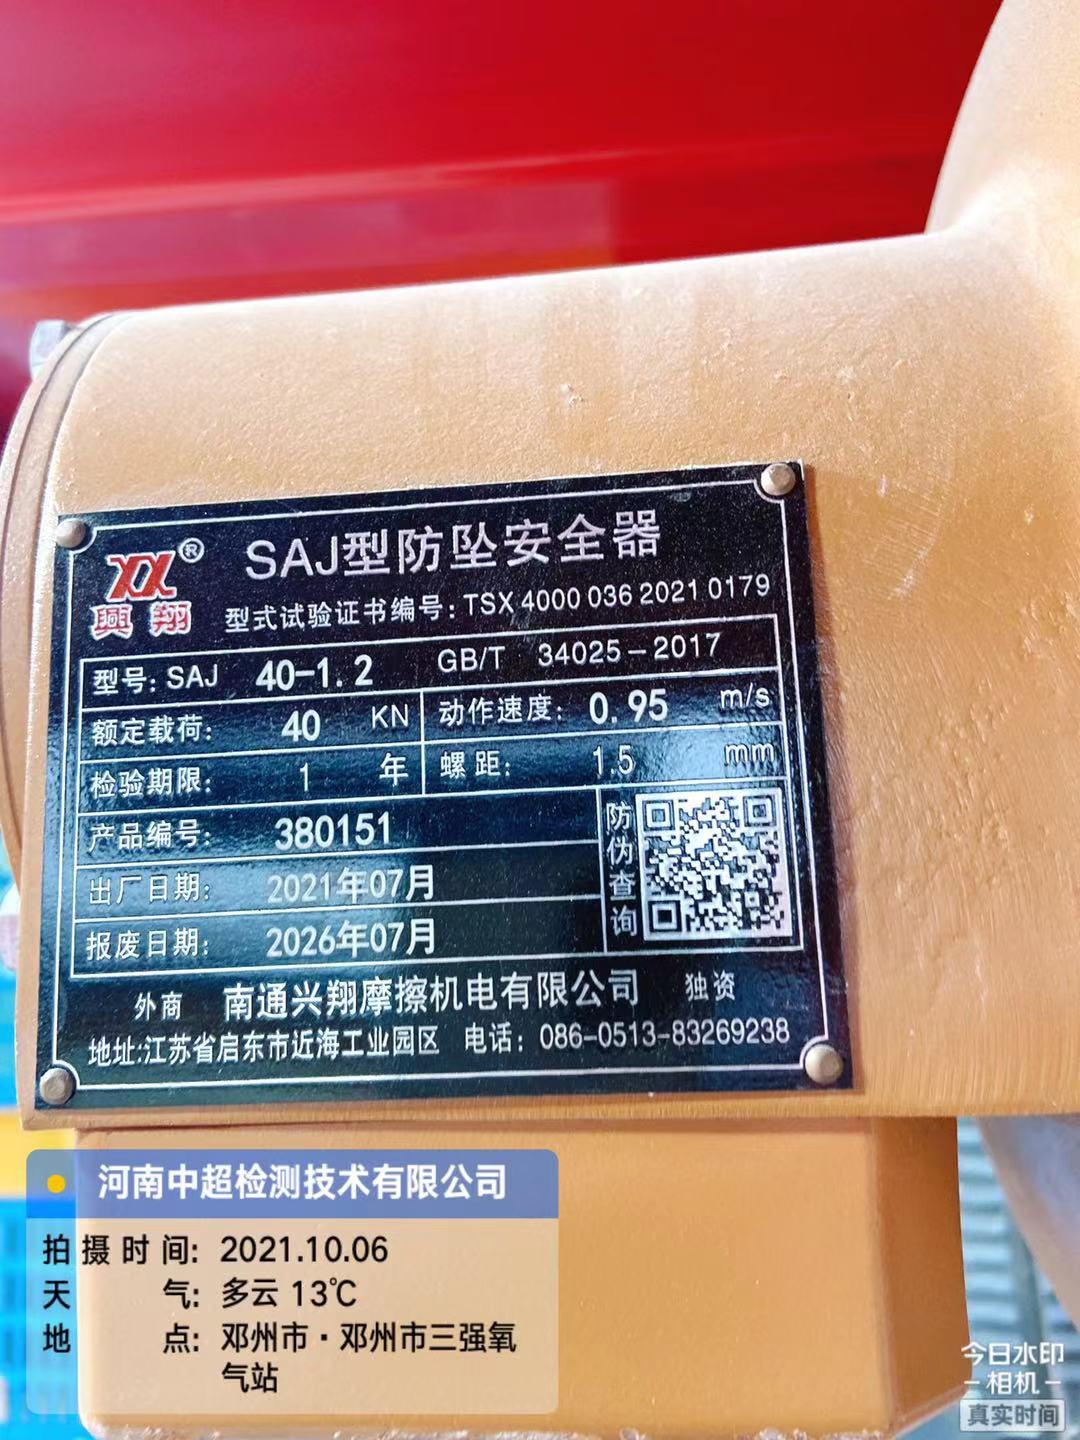 XX®
興翔
SAJ型防坠安全器
型式试验证书编号:TSX 4000 036 2021 0179
型号:SAJ 40-1.2 GB/T 34025-2017
额定载荷: 40 KN 动作速度: 0.95 m/s
检验期限: 1 年 螺距: 1.5 mm
产品编号: 380151
出厂日期: 2021年07月
报废日期: 2026年07月
防伪查询
外商 南通兴翔摩擦机电有限公司 独资
地址:江苏省启东市近海工业园区 电话: 086-0513-83269238
河南中超检测技术有限公司
拍摄时间: 2021.10.06
天气: 多云 13℃
地点: 邓州市·邓州市三强氧
气站
今日水印
-相机-
真实时间